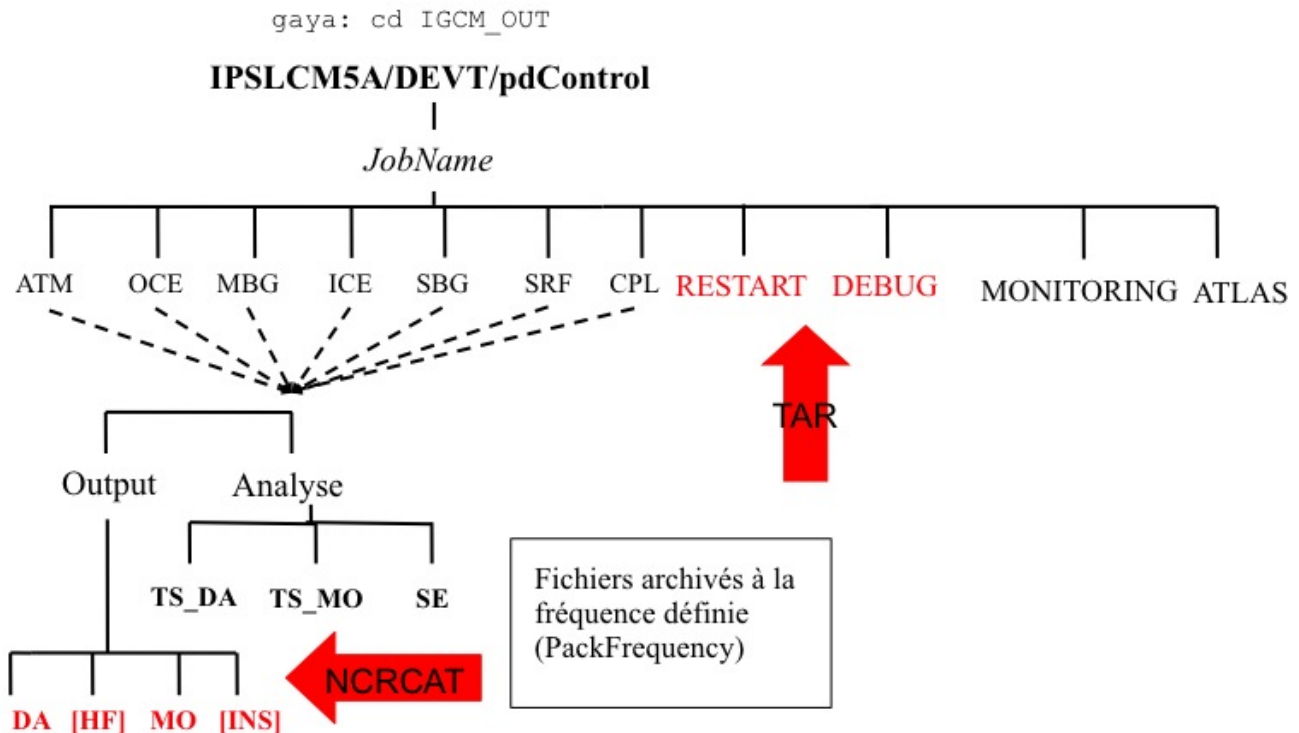 gaya: cd IGCM_OUT
IPSLCM5A/DEVT/pdControl
JobName
ATM OCE MBG ICE SBG SRF CPL RESTART DEBUG MONITORING ATLAS
TAR
Output Analyse
TS_DA TS_MO SE
Fichiers archivés à la
fréquence définie
(PackFrequency)
NCRCAT
DA [HF] MO [INS]